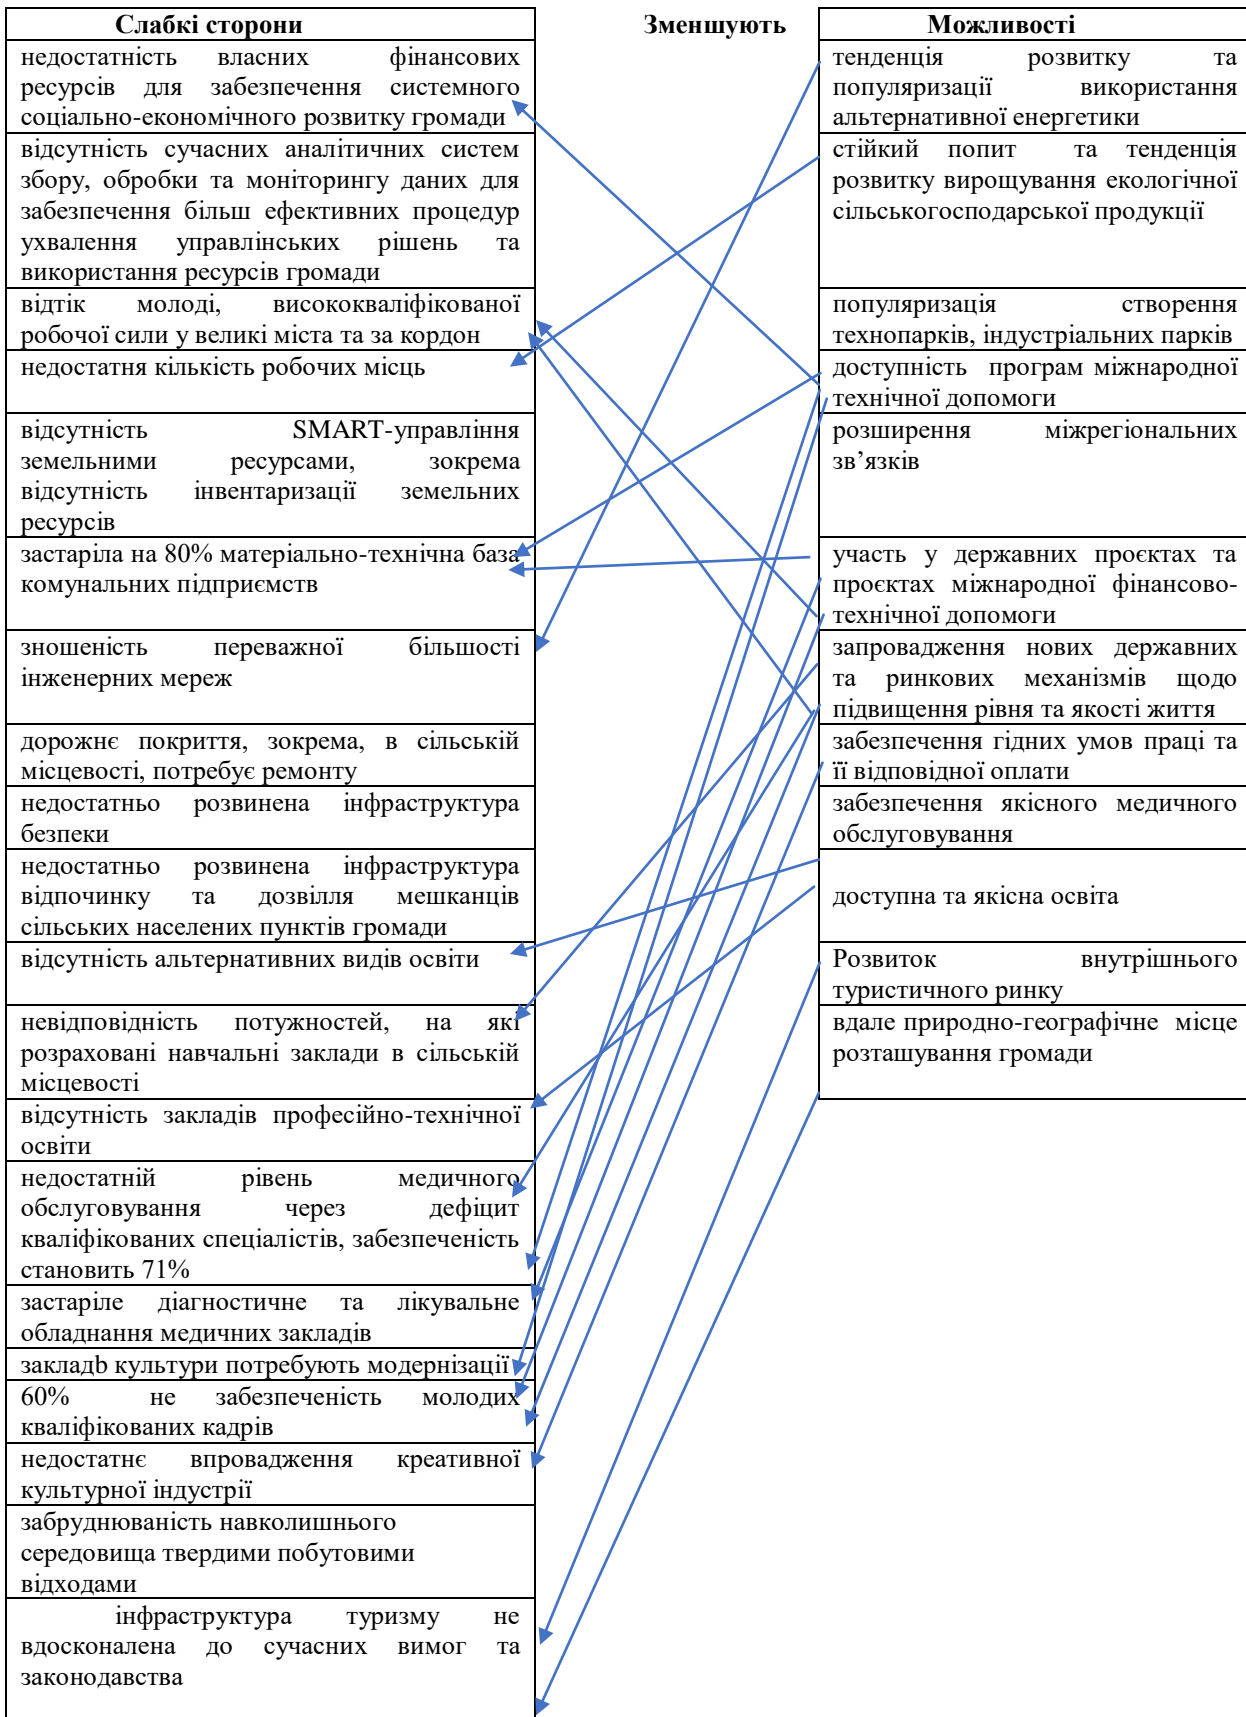 Слабкі сторони
Зменшують
Можливості
недостатність власних фінансових
ресурсів для забезпечення системного
соціально-економічного розвитку громади
відсутність сучасних аналітичних систем
збору, обробки та моніторингу даних для
забезпечення більш ефективних процедур
ухвалення управлінських рішень та
використання ресурсів громади
відтік молоді, висококваліфікованої
робочої сили у великі міста та за кордон
недостатня кількість робочих місць
відсутність SMART-управління
земельними ресурсами, зокрема
відсутність інвентаризації земельних
ресурсів
застаріла на 80% матеріально-технічна база
комунальних підприємств
зношеність переважної більшості
інженерних мереж
дорожнє покриття, зокрема, в сільській
місцевості, потребує ремонту
недостатньо розвинена інфраструктура
безпеки
недостатньо розвинена інфраструктура
відпочинку та дозвілля мешканців
сільських населених пунктів громади
відсутність альтернативних видів освіти
невідповідність потужностей, на які
розраховані навчальні заклади в сільській
місцевості
відсутність закладів професійно-технічної
освіти
недостатній рівень медичного
обслуговування через дефіцит
кваліфікованих спеціалістів, забезпеченість
становить 71%
застаріле діагностичне та лікувальне
обладнання медичних закладів
закладb культури потребують модернізації
60% не забезпеченість молодих
кваліфікованих кадрів
недостатнє впровадження креативної
культурної індустрії
забруднюваність навколишнього
середовища твердими побутовими
відходами
інфраструктура туризму не
вдосконалена до сучасних вимог та
законодавства
тенденція розвитку та
популяризації використання
альтернативної енергетики
стійкий попит та тенденція
розвитку вирощування екологічної
сільськогосподарської продукції
популяризація створення
технопарків, індустріальних парків
доступність програм міжнародної
технічної допомоги
розширення міжрегіональних
зв’язків
участь у державних проєктах та
проєктах міжнародної фінансово-
технічної допомоги
запровадження нових державних
та ринкових механізмів щодо
підвищення рівня та якості життя
забезпечення гідних умов праці та
її відповідної оплати
забезпечення якісного медичного
обслуговування
доступна та якісна освіта
Розвиток внутрішнього
туристичного ринку
вдале природно-географічне місце
розташування громади